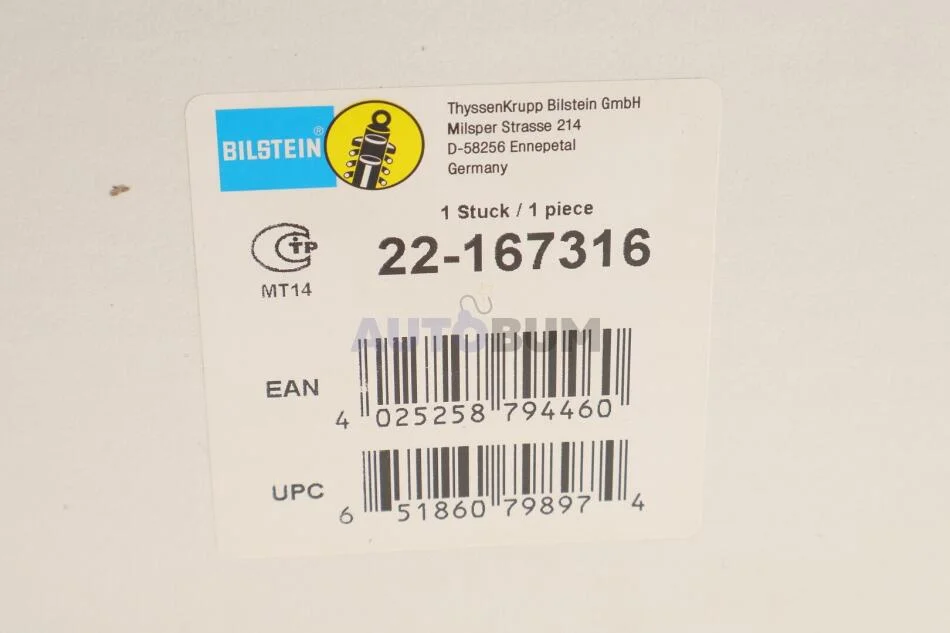 BILSTEIN®
ThyssenKrupp Bilstein GmbH
Milsper Strasse 214
D-58256 Ennepetal
Germany
1 Stuck / 1 piece
22-167316
MT14
AUTOBUM
EAN
4 025258 794460
UPC
6 51860 79897 4